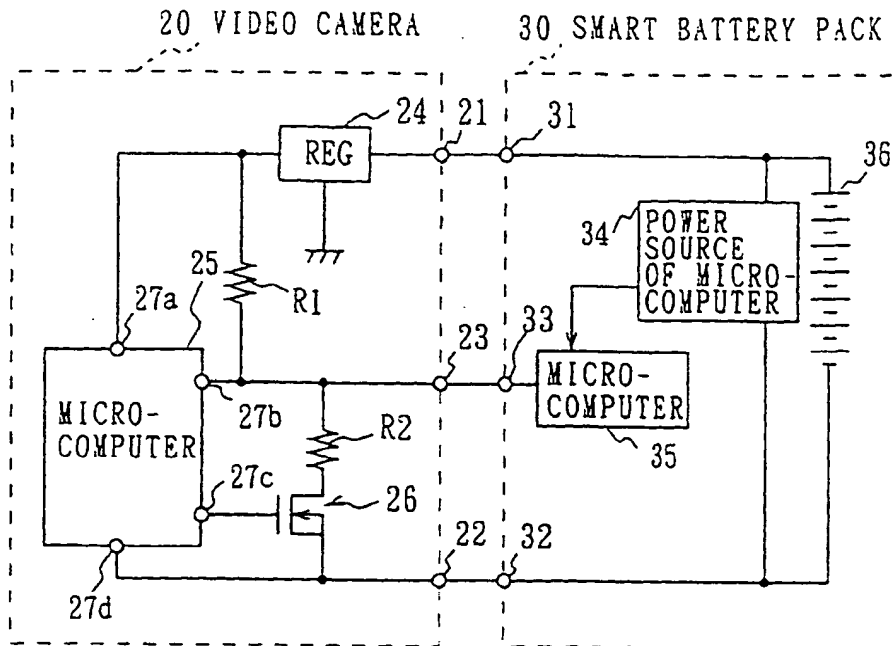 20 VIDEO CAMERA
30 SMART BATTERY PACK
24
21
31
REG
36
34
POWER
SOURCE
OF MICRO-
COMPUTER
25
R1
27a
23
33
MICRO-
COMPUTER
27b
MICRO-
COMPUTER
R2
35
27c
26
22
32
27d